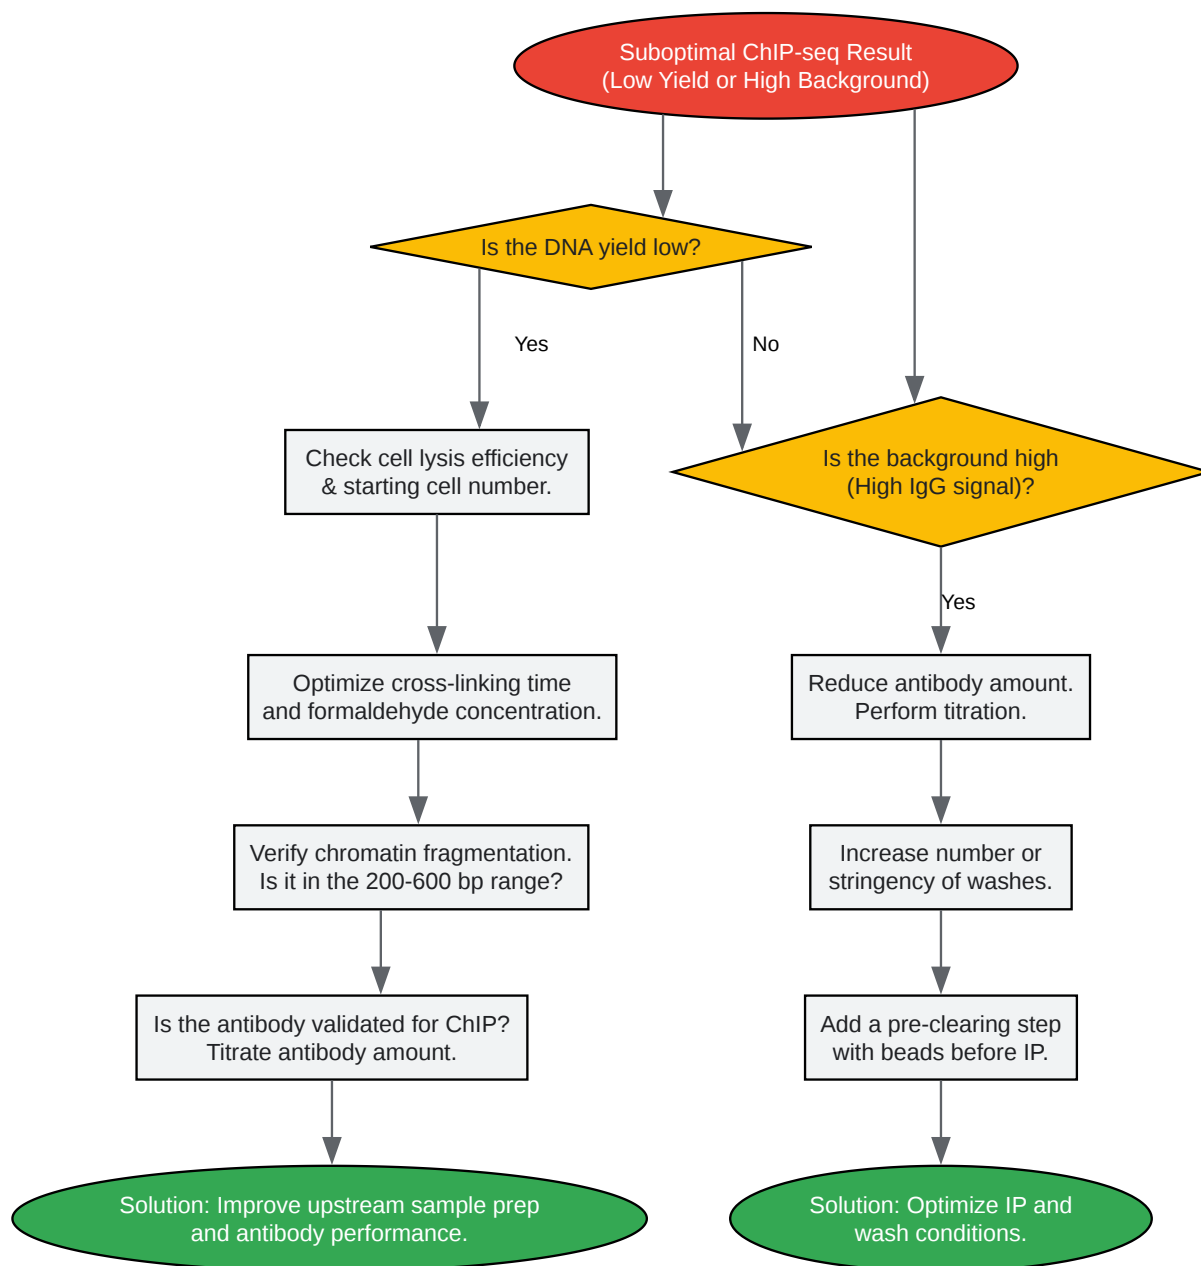 Suboptimal ChIP-seq Result
(Low Yield or High Background)
Is the DNA yield low?
Yes
No
Check cell lysis efficiency
& starting cell number.
Is the background high
(High IgG signal)?
Yes
Optimize cross-linking time
and formaldehyde concentration.
Reduce antibody amount.
Perform titration.
Verify chromatin fragmentation.
Is it in the 200-600 bp range?
Increase number or
stringency of washes.
Is the antibody validated for ChIP?
Titrate antibody amount.
Add a pre-clearing step
with beads before IP.
Solution: Improve upstream sample prep
and antibody performance.
Solution: Optimize IP and
wash conditions.